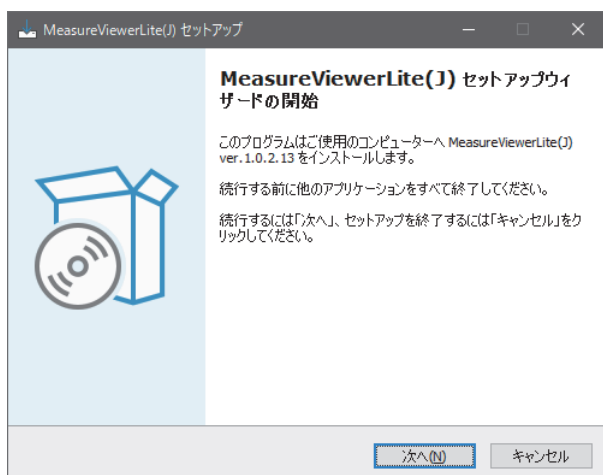 MeasureViewerLite(J) セットアップ
MeasureViewerLite(J) セットアップウィ
ザードの開始
このプログラムはご使用のコンピューターへ MeasureViewerLite(J)
ver.1.0.2.13 をインストールします。
続行する前に他のアプリケーションをすべて終了してください。
続行するには「次へ」、セットアップを終了するには「キャンセル」をク
リックしてください。
次へ(N)
キャンセル